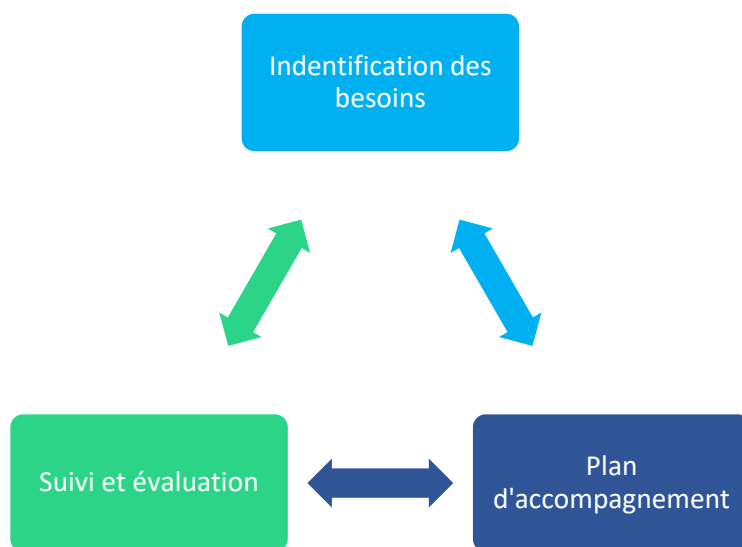 Indentification des
besoins
Suivi et évaluation
Plan
d'accompagnement